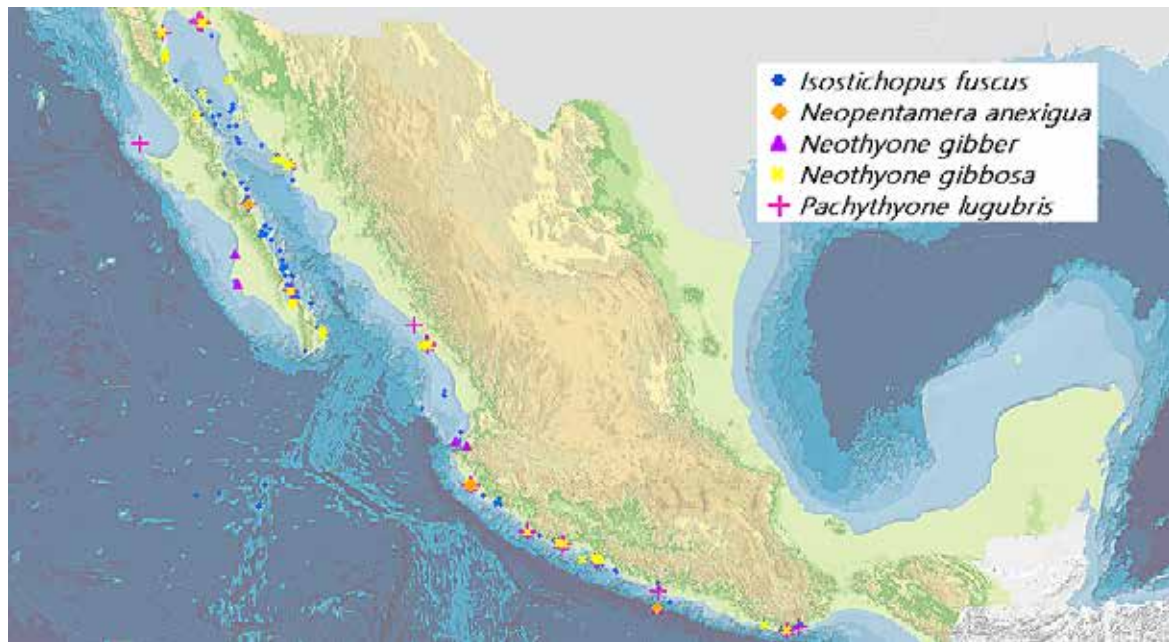 Isostichopus fuscus
Neopentamera anexigua
Neothyone gibber
Neothyone gibbosa
Pachythyone lugubris